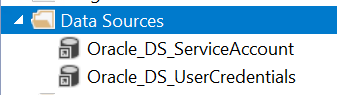 Data Sources
Oracle_DS_ServiceAccount
Oracle_DS_UserCredentials